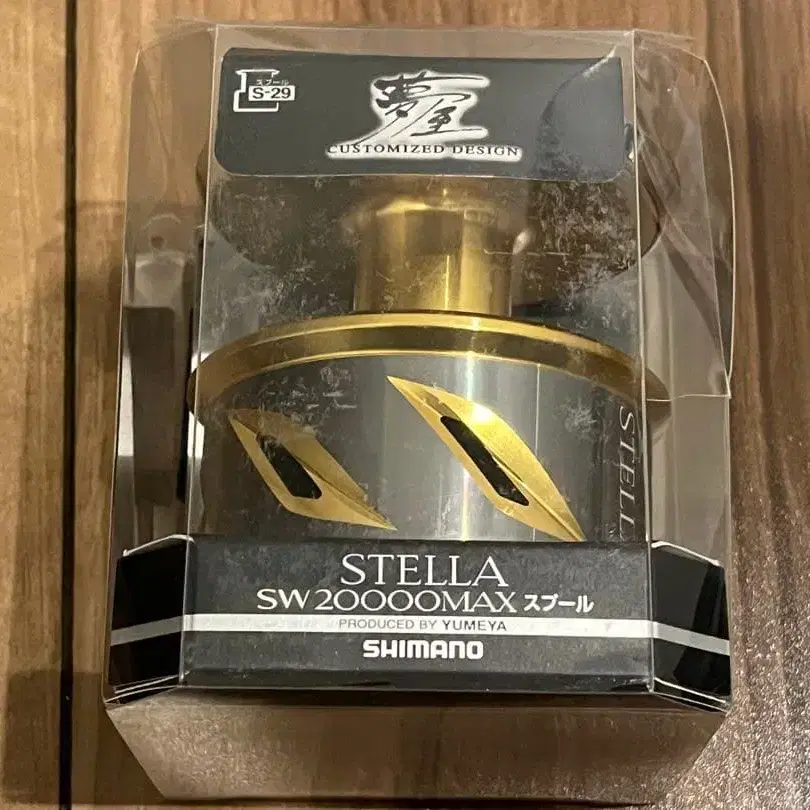 スプール
S-29
夢屋
CUSTOMIZED DESIGN
STELL
STELLA
SW20000MAX スプール
PRODUCED BY YUMEYA
SHIMANO